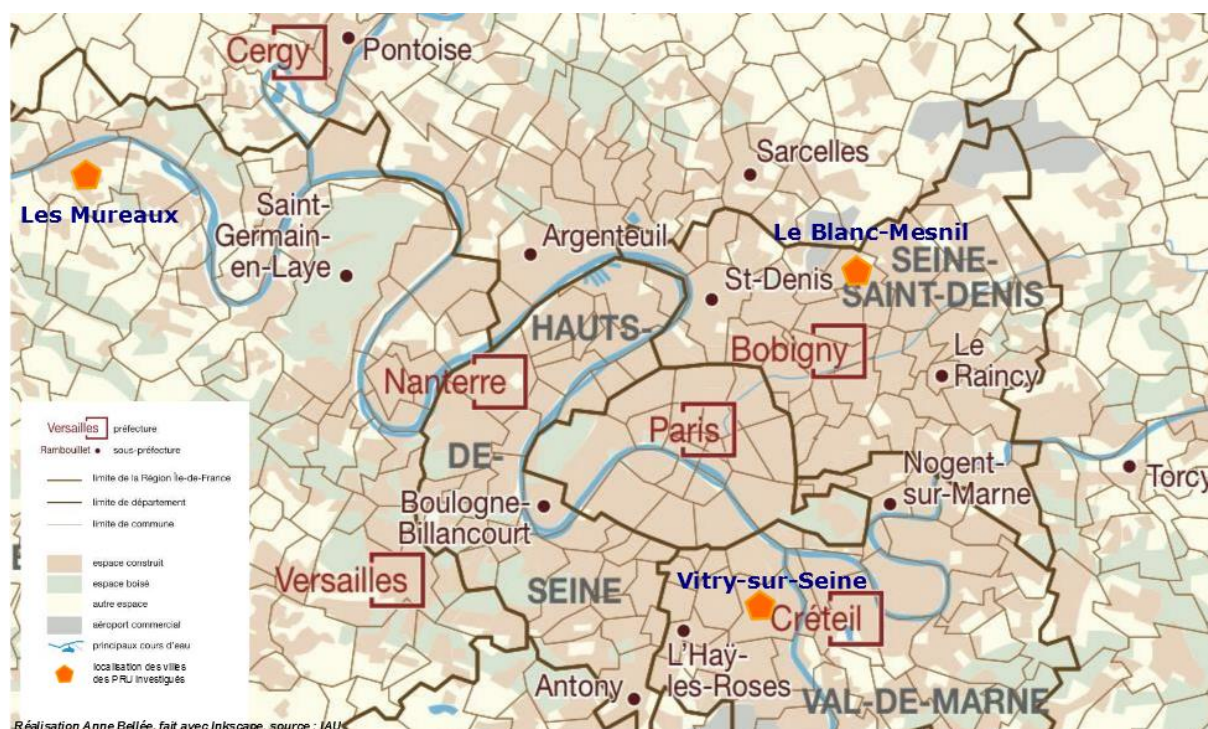 Cergy
Pontoise
Sarcelles
Les Mureaux
Saint-
Germain-
en-Laye
Argenteuil
Le Blanc-Mesnil
St-Denis
SEINE-
SAINT-DENIS
HAUTS-
Nanterre
Bobigny
Le
Raincy
Paris
DE-
Boulogne-
Billancourt
Nogent-
sur-Marne
Torcy
Versailles
SEINE
Vitry-sur-Seine
Créteil
L'Haÿ-
les-Roses
Antony
VAL-DE-MARNE
Versailles préfecture
Rambouillet sous-préfecture
limite de la Région Île-de-France
limite de département
limite de commune
espace construit
espace boisé
autre espace
aéroport commercial
principaux cours d'eau
localisation des villes
des PRU investigués
Réalisation Anne Bellée, fait avec Inkscape, source : IAU